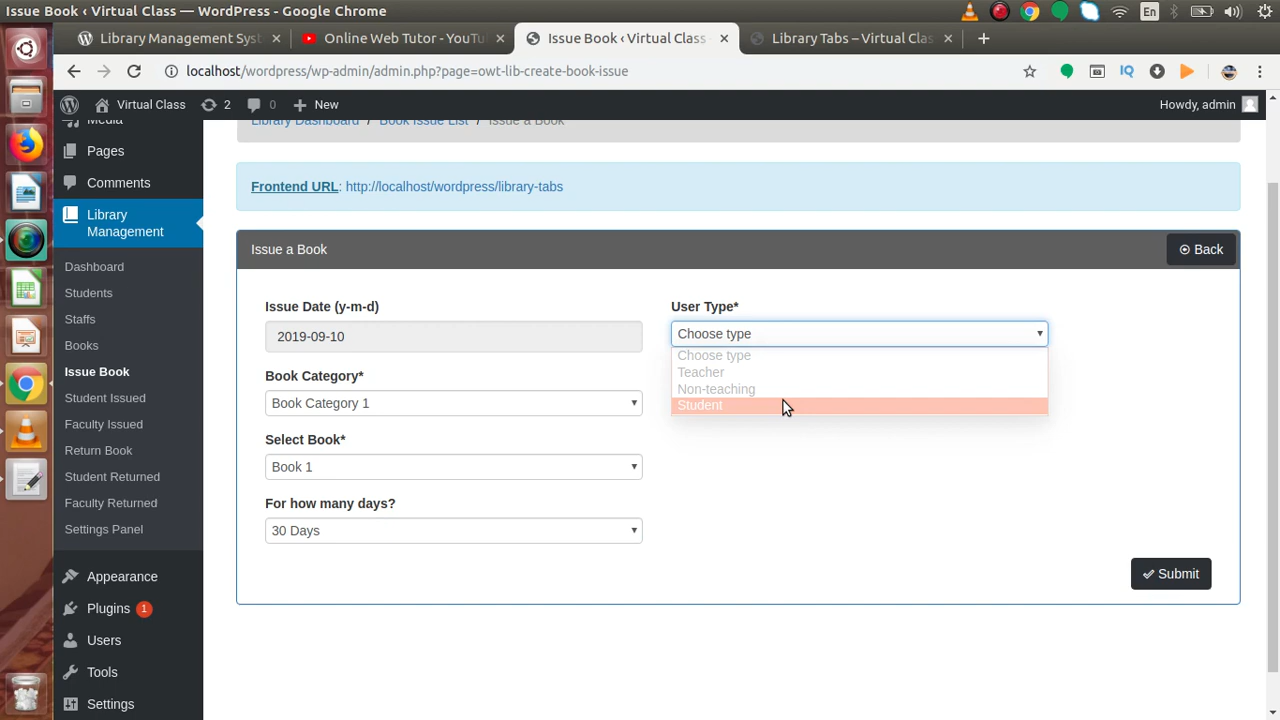 Issue Book ‹ Virtual Class — WordPress - Google Chrome
En
Library Management Syst
Online Web Tutor - YouTu
Issue Book ‹ Virtual Class
Library Tabs – Virtual Clas
localhost/wordpress/wp-admin/admin.php?page=owt-lib-create-book-issue
IQ
Virtual Class
2
0
New
Howdy, admin
Media
Pages
Comments
Library
Management
Dashboard
Students
Staffs
Books
Issue Book
Student Issued
Faculty Issued
Return Book
Student Returned
Faculty Returned
Settings Panel
Appearance
Plugins 1
Users
Tools
Settings
Library Dashboard / Book Issue List / Issue a Book
Frontend URL: http://localhost/wordpress/library-tabs
Issue a Book
Back
Issue Date (y-m-d)
2019-09-10
Book Category*
Book Category 1
Select Book*
Book 1
For how many days?
30 Days
User Type*
Choose type
Choose type
Teacher
Non-teaching
Student
Submit